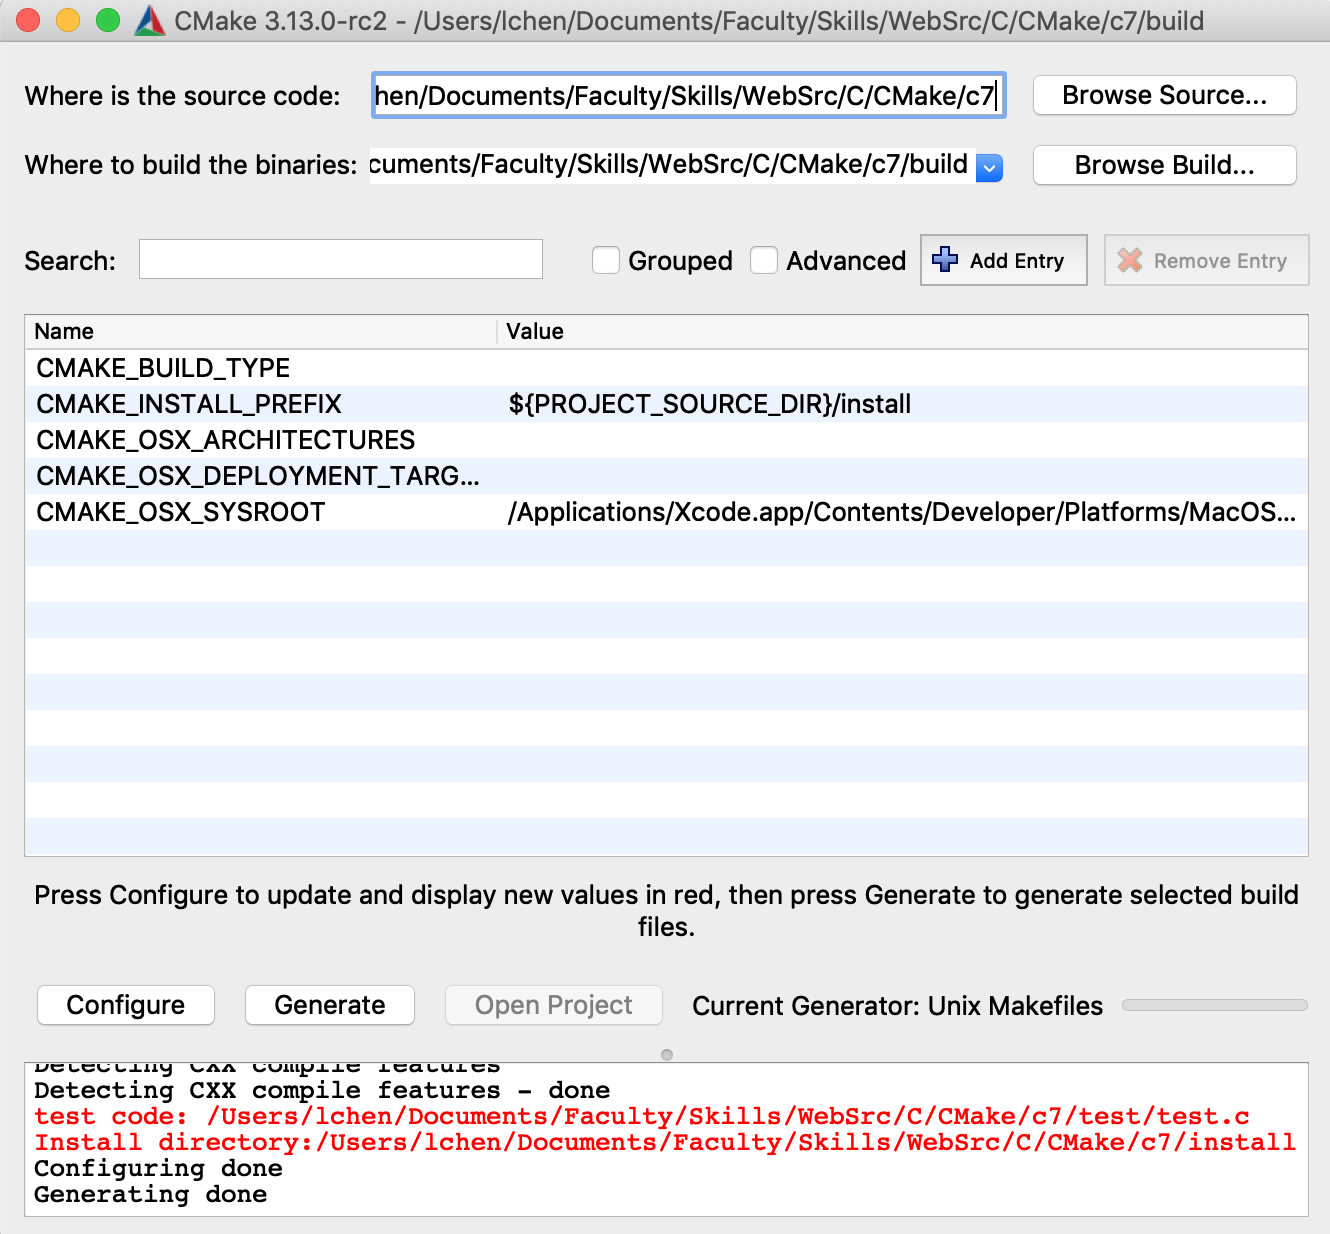 CMake 3.13.0-rc2 - /Users/lchen/Documents/Faculty/Skills/WebSrc/C/CMake/c7/build
Where is the source code: hen/Documents/Faculty/Skills/WebSrc/C/CMake/c7 Browse Source...
Where to build the binaries: cuments/Faculty/Skills/WebSrc/C/CMake/c7/build Browse Build...
Search: Grouped Advanced Add Entry Remove Entry
Name Value
CMAKE_BUILD_TYPE
CMAKE_INSTALL_PREFIX ${PROJECT_SOURCE_DIR}/install
CMAKE_OSX_ARCHITECTURES
CMAKE_OSX_DEPLOYMENT_TARG...
CMAKE_OSX_SYSROOT /Applications/Xcode.app/Contents/Developer/Platforms/MacOS...
Press Configure to update and display new values in red, then press Generate to generate selected build
files.
Configure Generate Open Project Current Generator: Unix Makefiles
Detecting CXX compile features
Detecting CXX compile features - done
test code: /Users/lchen/Documents/Faculty/Skills/WebSrc/C/CMake/c7/test/test.c
Install directory:/Users/lchen/Documents/Faculty/Skills/WebSrc/C/CMake/c7/install
Configuring done
Generating done